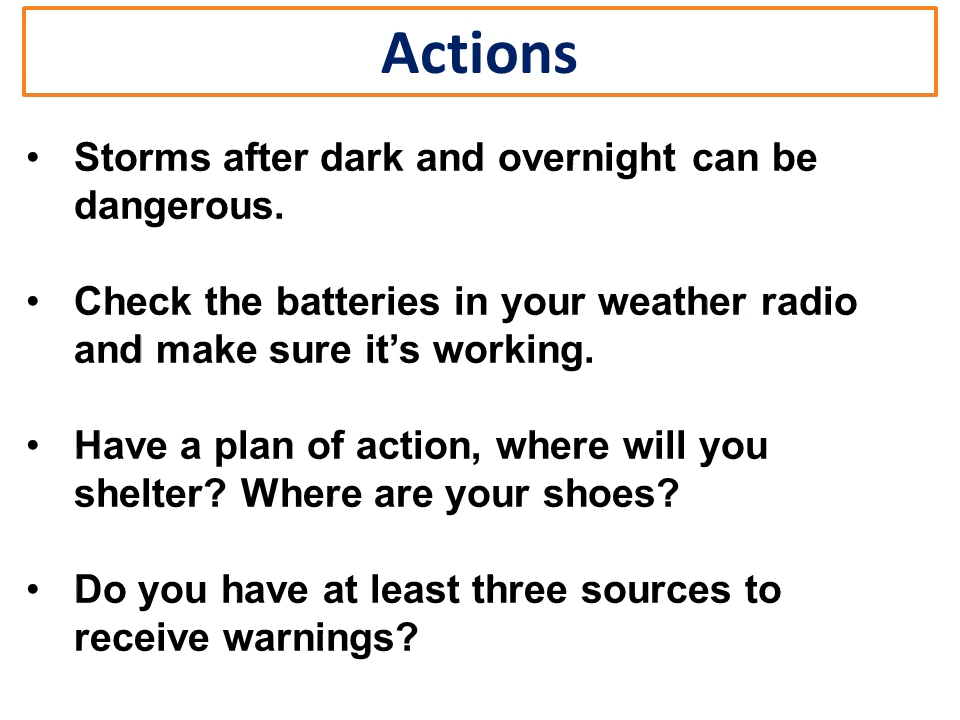 Actions
• Storms after dark and overnight can be
dangerous.
• Check the batteries in your weather radio
and make sure it’s working.
• Have a plan of action, where will you
shelter? Where are your shoes?
• Do you have at least three sources to
receive warnings?